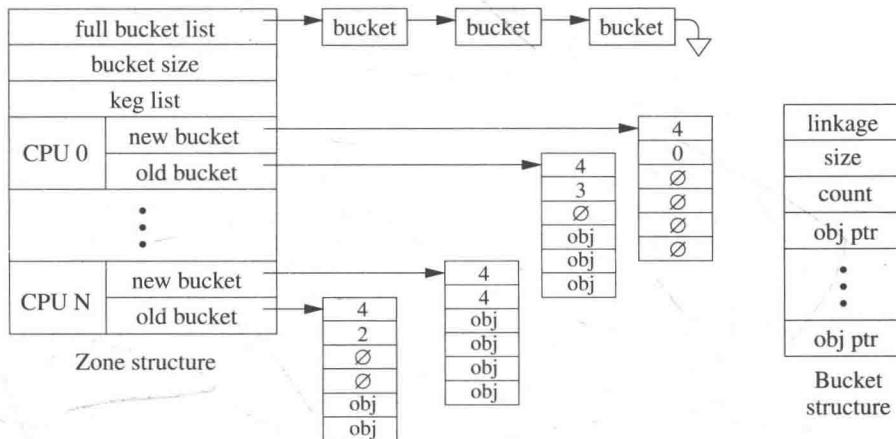 full bucket list
bucket
bucket
bucket
bucket size
keg list
CPU 0
new bucket
old bucket
4
0
∅
∅
∅
∅
4
3
∅
obj
obj
obj
CPU N
new bucket
old bucket
4
4
obj
obj
obj
obj
4
2
∅
∅
obj
obj
Zone structure
linkage
size
count
obj ptr
obj ptr
Bucket
structure